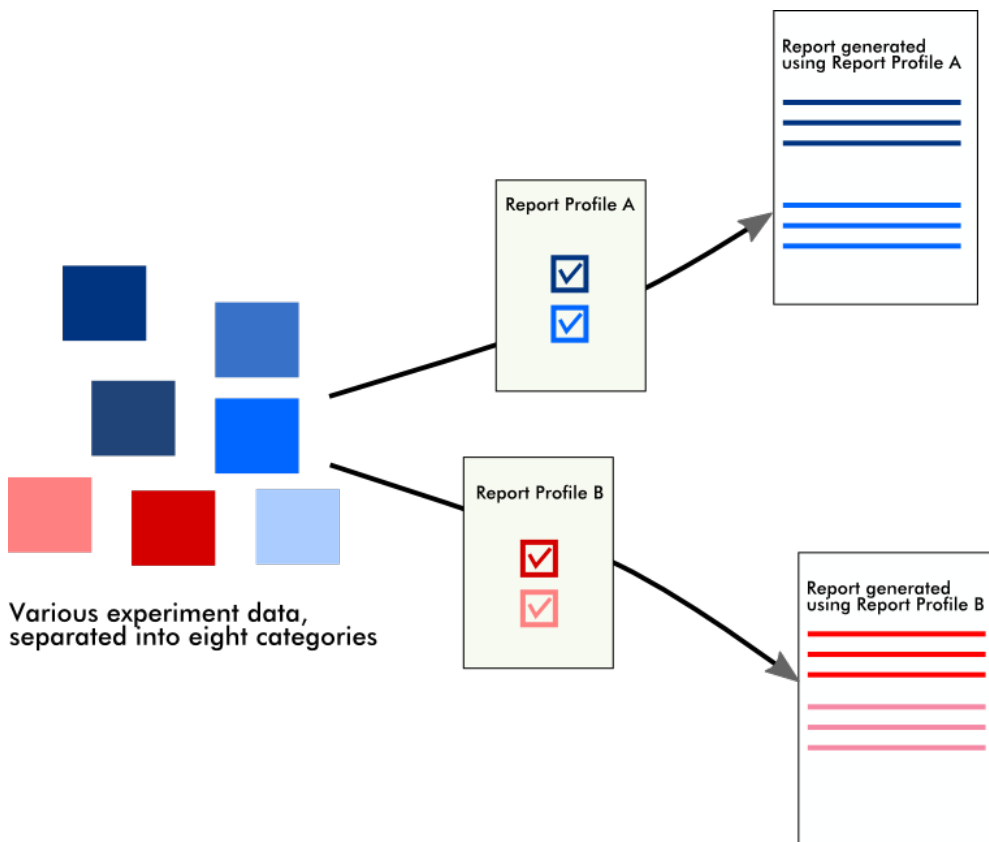 Report generated
using Report Profile A
Report Profile A
Report Profile B
Various experiment data,
separated into eight categories
Report generated
using Report Profile B